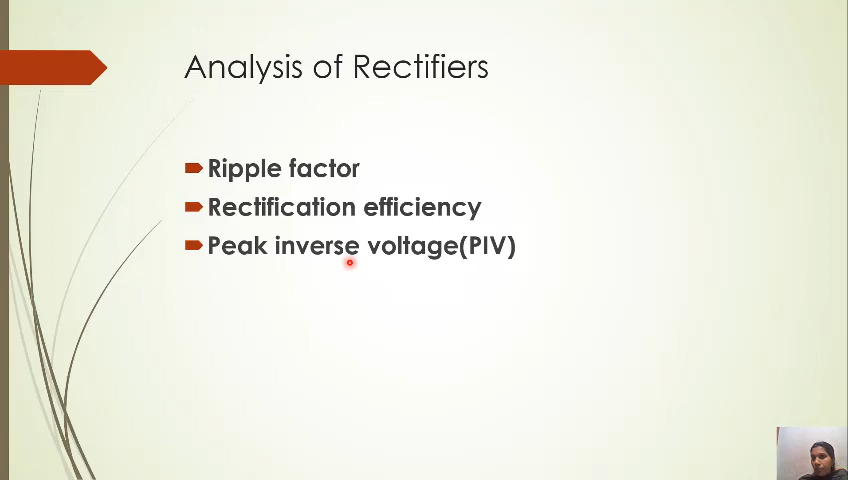 Analysis of Rectifiers
Ripple factor
Rectification efficiency
Peak inverse voltage(PIV)